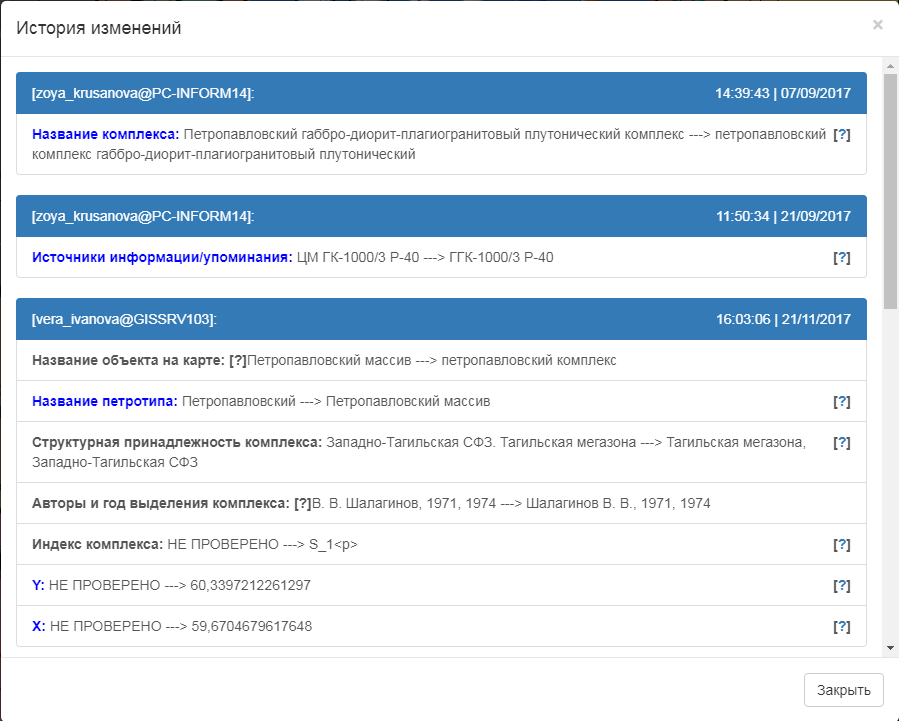 История изменений
×
[zoya_krusanova@PC-INFORM14]: 14:39:43 | 07/09/2017
Название комплекса: Петропавловский габбро-диорит-плагиогранитовый плутонический комплекс ---> петропавловский [?]
комплекс габбро-диорит-плагиогранитовый плутонический
[zoya_krusanova@PC-INFORM14]: 11:50:34 | 21/09/2017
Источники информации/упоминания: ЦМ ГК-1000/3 Р-40 ---> ГГК-1000/3 Р-40 [?]
[vera_ivanova@GISSRV103]: 16:03:06 | 21/11/2017
Название объекта на карте: [?]Петропавловский массив ---> петропавловский комплекс
Название петротипа: Петропавловский ---> Петропавловский массив [?]
Структурная принадлежность комплекса: Западно-Тагильская СФЗ. Тагильская мегазона ---> Тагильская мегазона, [?]
Западно-Тагильская СФЗ
Авторы и год выделения комплекса: [?]В. В. Шалагинов, 1971, 1974 ---> Шалагинов В. В., 1971, 1974
Индекс комплекса: НЕ ПРОВЕРЕНО ---> S_1<p> [?]
Y: НЕ ПРОВЕРЕНО ---> 60,3397212261297 [?]
X: НЕ ПРОВЕРЕНО ---> 59,6704679617648 [?]
Закрыть